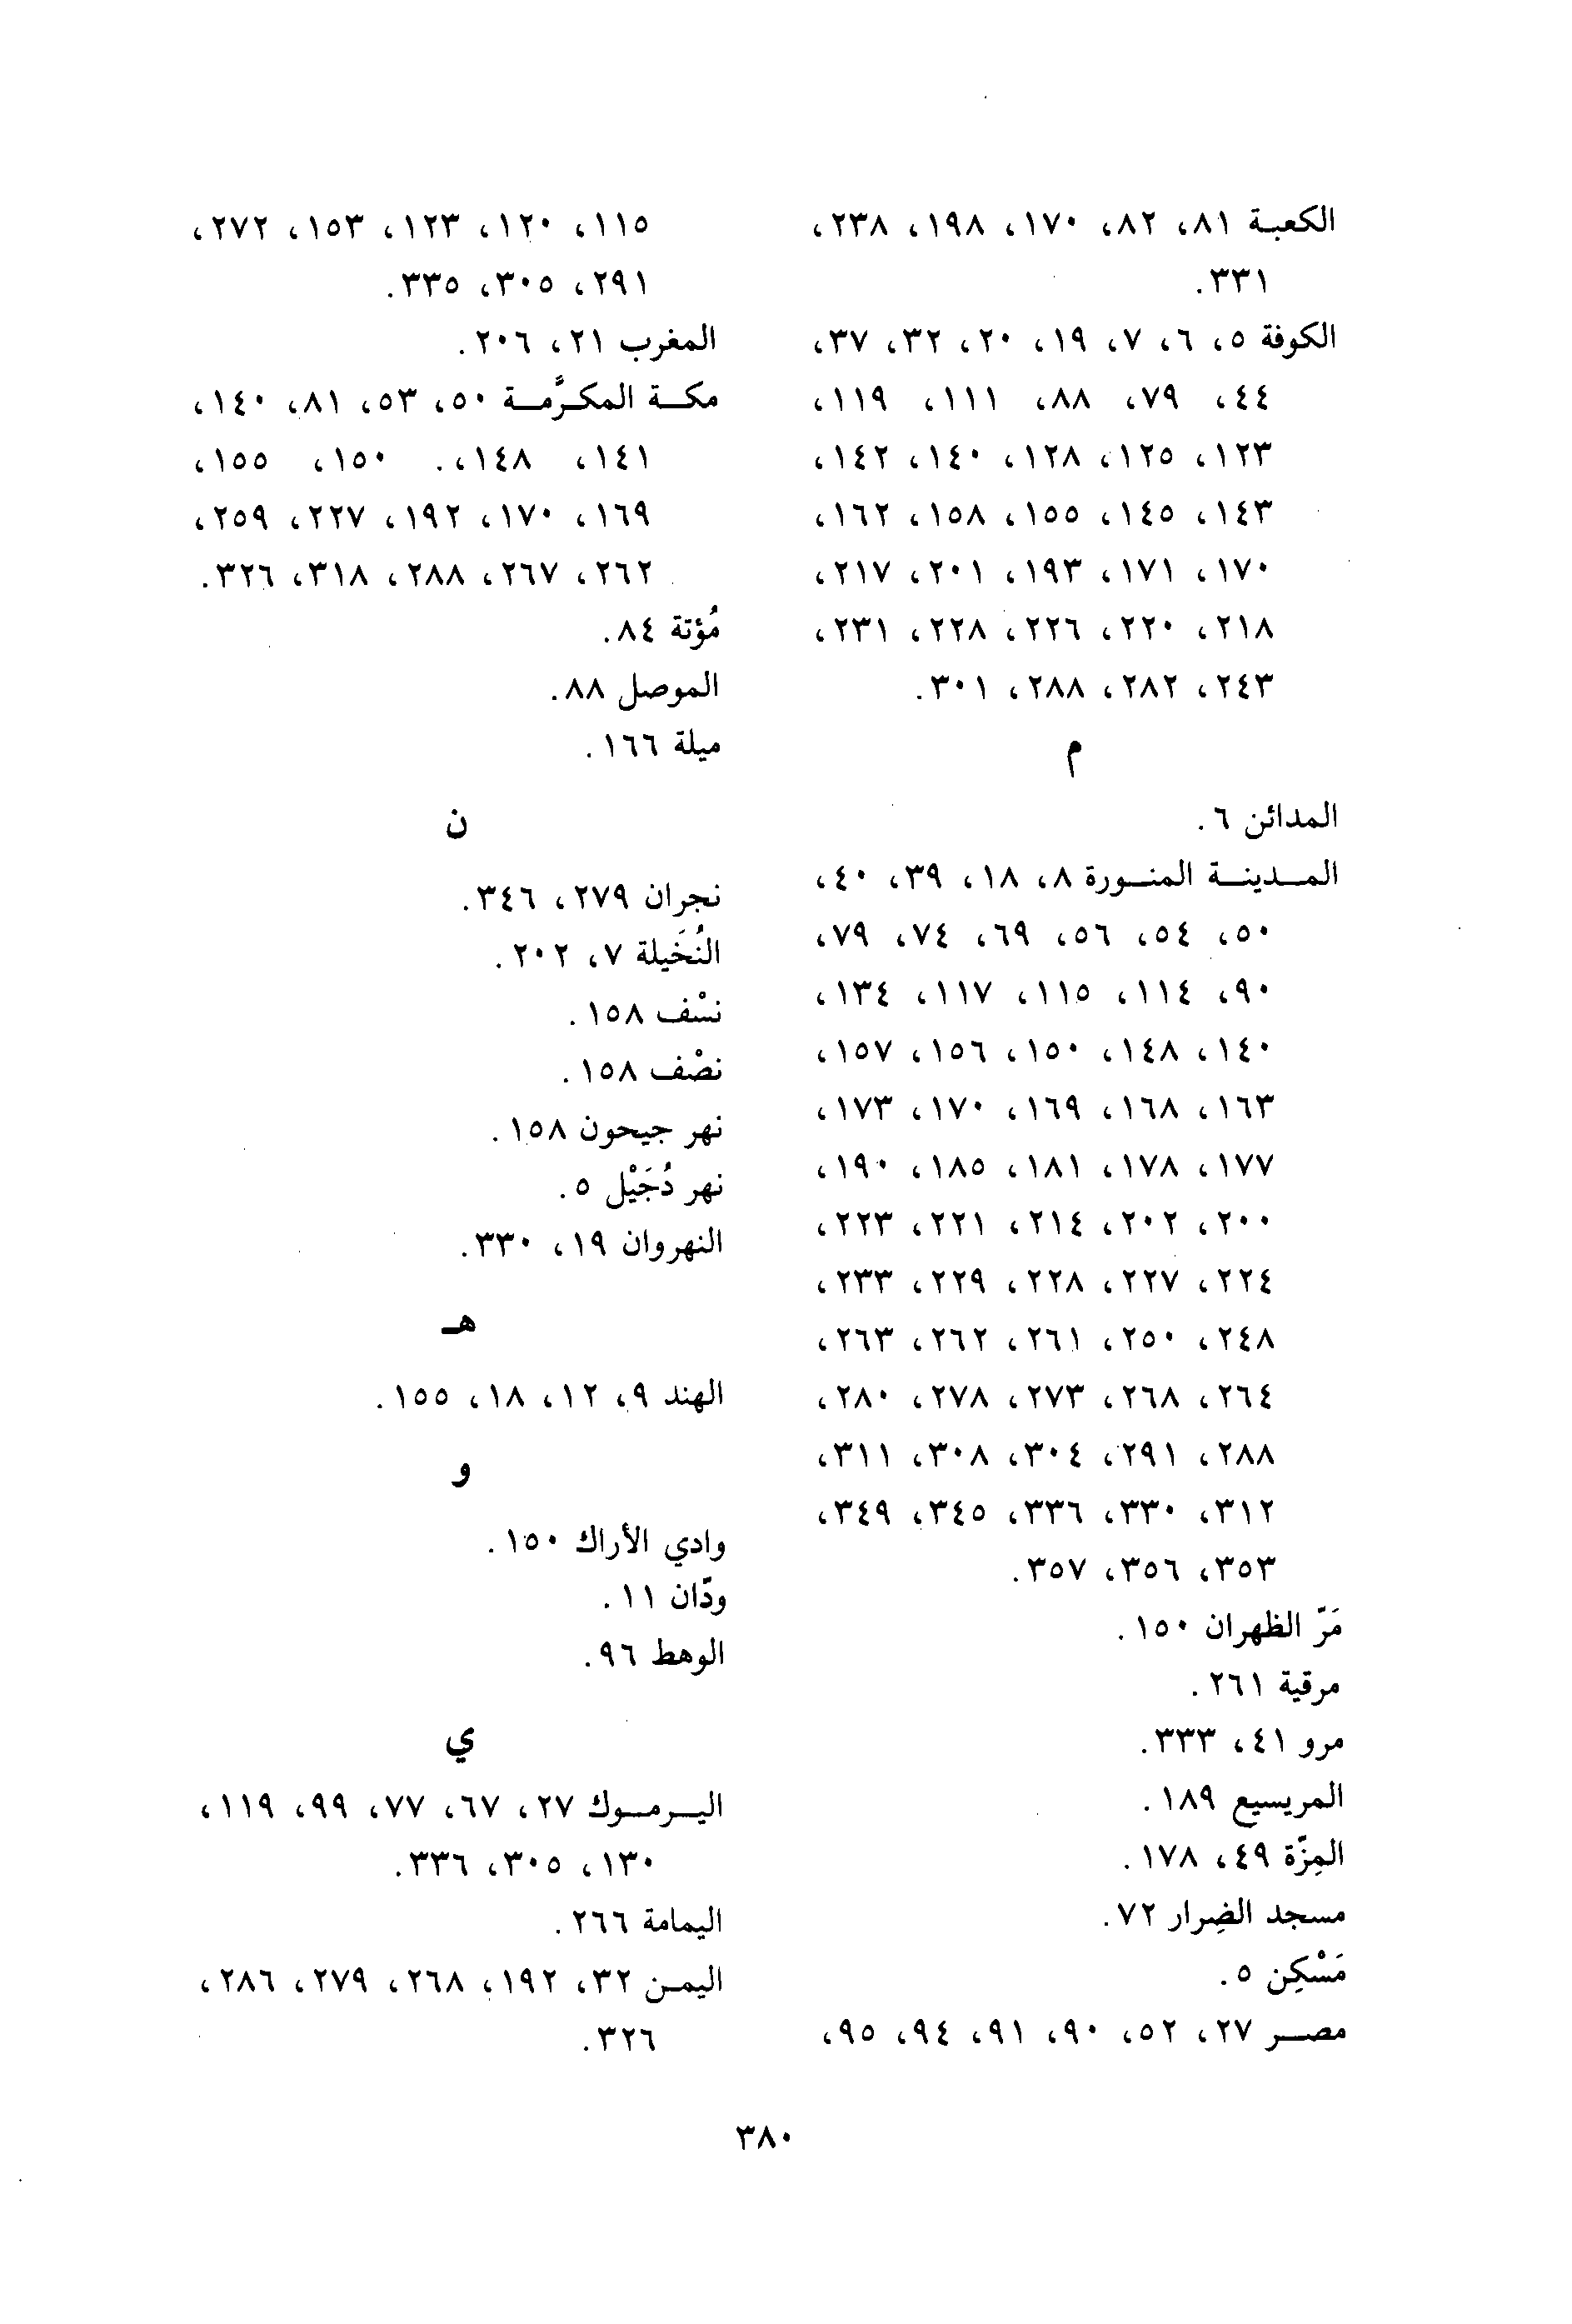 الكعبة ٨١، ٨٢، ١٧٠، ١٩٨، ٢٣٨،
٣٣١.
الكوفة ٥، ٦، ٧، ١٩، ٢٠، ٣٢، ٣٧،
٤٤، ٧٩، ٨٨، ١١١، ١١٩،
١٢٣، ١٢٥، ١٢٨، ١٤٠، ١٤٢،
١٤٣، ١٤٥، ١٥٥، ١٥٨، ١٦٢،
١٧٠، ١٧١، ١٩٣، ٢٠١، ٢١٧،
٢١٨، ٢٢٠، ٢٢٦، ٢٢٨، ٢٣١،
٢٤٣، ٢٨٢، ٢٨٨، ٣٠١.
م
المدائن ٦.
المـدينـة المنـورة ٨، ١٨، ٣٩، ٤٠،
٥٠، ٥٤، ٥٦، ٦٩، ٧٤، ٧٩،
٩٠، ١١٤، ١١٥، ١١٧، ١٣٤،
١٤٠، ١٤٨، ١٥٠، ١٥٦، ١٥٧،
١٦٣، ١٦٨، ١٦٩، ١٧٠، ١٧٣،
١٧٧، ١٧٨، ١٨١، ١٨٥، ١٩٠،
٢٠٠، ٢٠٢، ٢١٤، ٢٢١، ٢٢٣،
٢٢٤، ٢٢٧، ٢٢٨، ٢٢٩، ٢٣٣،
٢٤٨، ٢٥٠، ٢٦١، ٢٦٢، ٢٦٣،
٢٦٤، ٢٦٨، ٢٧٣، ٢٧٨، ٢٨٠،
٢٨٨، ٢٩١، ٣٠٤، ٣٠٨، ٣١١،
٣١٢، ٣٣٠، ٣٣٦، ٣٤٥، ٣٤٩،
٣٥٣، ٣٥٦، ٣٥٧.
مَرّ الظهران ١٥٠.
مرقية ٢٦١.
مرو ٤١، ٣٣٣.
المريسيع ١٨٩.
المِزّة ٤٩، ١٧٨.
مسجد الضِرار ٧٢.
مَسْكِن ٥.
مصـر ٢٧، ٥٢، ٩٠، ٩١، ٩٤، ٩٥،
١١٥، ١٢٠، ١٢٣، ١٥٣، ٢٧٢،
٢٩١، ٣٠٥، ٣٣٥.
المغرب ٢١، ٢٠٦.
مكـة المكـرَّمـة ٥٠، ٥٣، ٨١، ١٤٠،
١٤١، ١٤٨، . ١٥٠، ١٥٥،
١٦٩، ١٧٠، ١٩٢، ٢٢٧، ٢٥٩،
٢٦٢، ٢٦٧، ٢٨٨، ٣١٨، ٣٢٦.
مُؤتة ٨٤.
الموصل ٨٨.
ميلة ١٦٦.
ن
نجران ٢٧٩، ٣٤٦.
النُخَيلة ٧، ٢٠٢.
نسْف ١٥٨.
نصْف ١٥٨.
نهر جيحون ١٥٨.
نهر دُجَيْل ٥.
النهروان ١٩، ٣٣٠.
هـ
الهند ٩، ١٢، ١٨، ١٥٥.
و
وادي الأراك ١٥٠.
ودّان ١١.
الوهط ٩٦.
ي
اليـرمـوك ٢٧، ٦٧، ٧٧، ٩٩، ١١٩،
١٣٠، ٣٠٥، ٣٣٦.
اليمامة ٢٦٦.
اليمـن ٣٢، ١٩٢، ٢٦٨، ٢٧٩، ٢٨٦،
٣٢٦.
٣٨٠